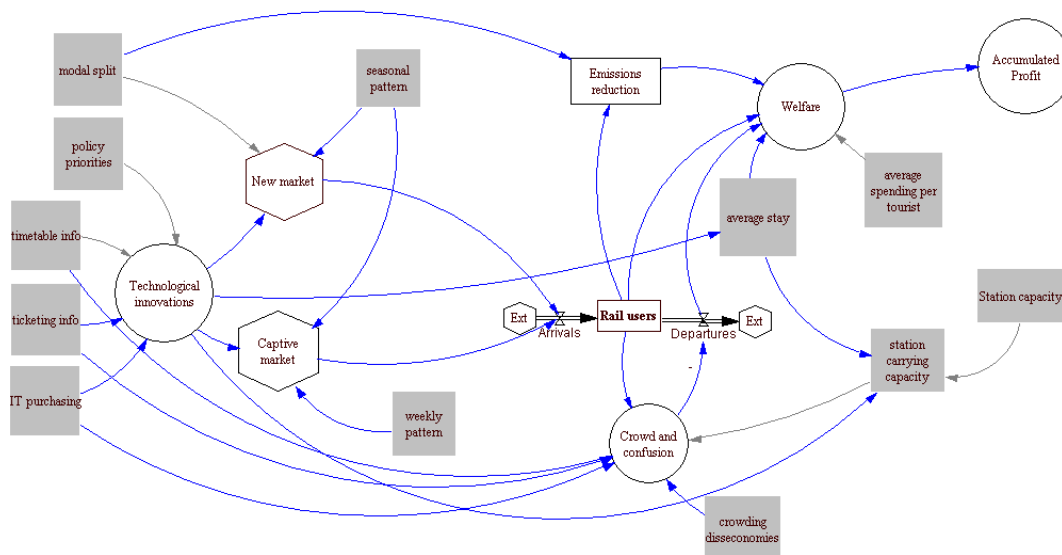 modal split
seasonal
pattern
Emissions
reduction
Accumulated
Profit
Welfare
policy
priorities
New market
average
spending per
tourist
average stay
timetable info
Technological
innovations
ticketing info
Ext
Rail users
Ext
Arrivals
Departures
Station capacity
Captive
market
station
carrying
capacity
-
IT purchasing
weekly
pattern
Crowd and
confusion
crowding
disseconomies